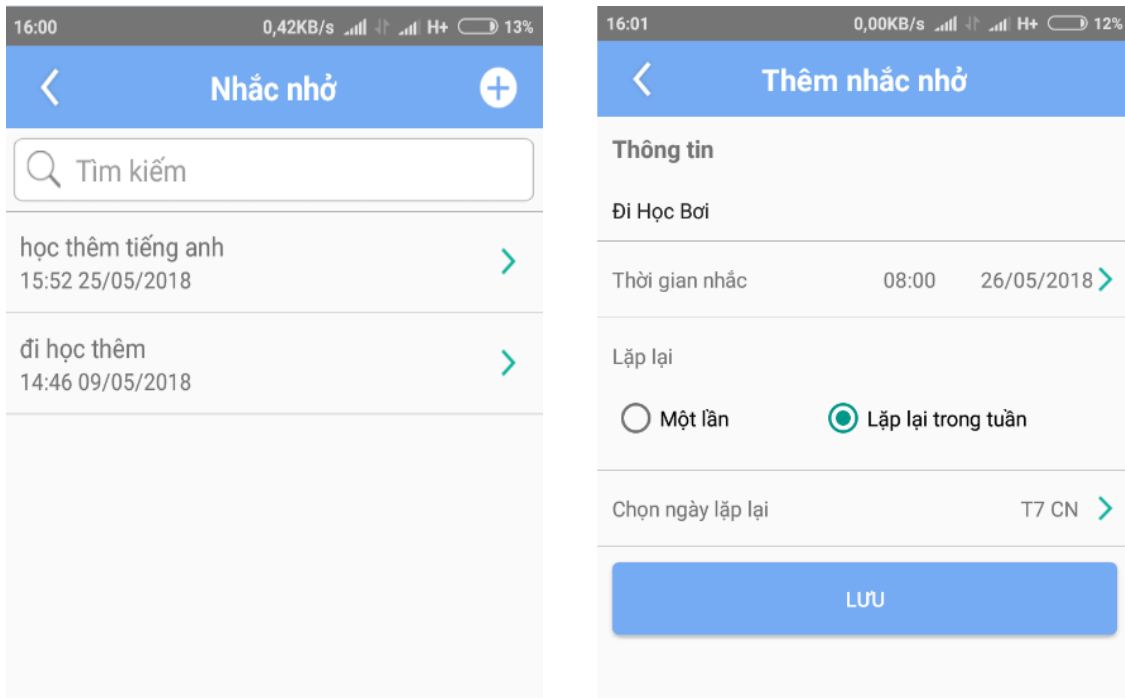 16:00 0,42KB/s H+ 13%
Nhắc nhở
Tìm kiếm
học thêm tiếng anh
15:52 25/05/2018
đi học thêm
14:46 09/05/2018
16:01 0,00KB/s H+ 12%
Thêm nhắc nhở
Thông tin
Đi Học Bơi
Thời gian nhắc 08:00 26/05/2018
Lặp lại
Một lần Lặp lại trong tuần
Chọn ngày lặp lại T7 CN
LƯU